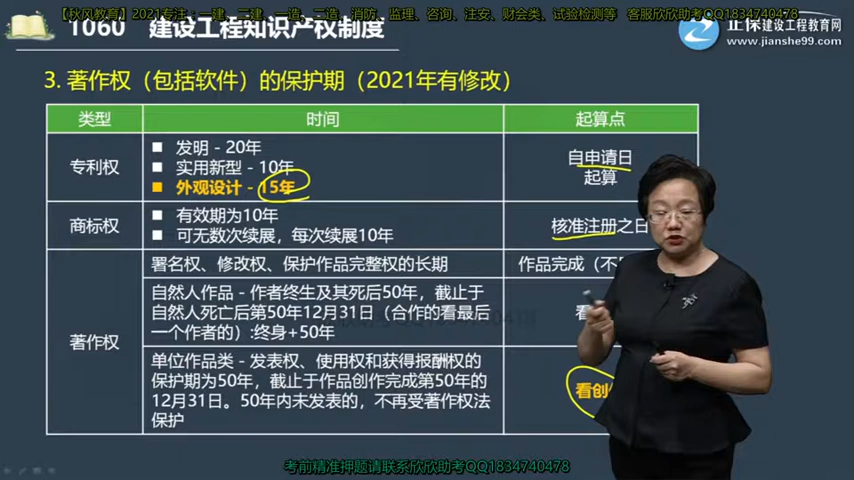 【秋风教育】2021专注：一建、二建、一造、二造、消防、监理、咨询、注安、财会类、试验检测等 客服欣欣助考QQ1834740478
1060 建设工程知识产权制度
正保建设工程教育网
www.jianshe99.com
3. 著作权（包括软件）的保护期（2021年有修改）
类型 时间 起算点
专利权
发明 - 20年
实用新型 - 10年
外观设计 - 15年
自申请日
起算
商标权
有效期为10年
可无数次续展，每次续展10年
核准注册之日
著作权
署名权、修改权、保护作品完整权的长期
作品完成（不
自然人作品 - 作者终生及其死后50年，截止于
自然人死亡后第50年12月31日（合作的看最后
一个作者的）:终身+50年
看
单位作品类 - 发表权、使用权和获得报酬权的
保护期为50年，截止于作品创作完成第50年的
12月31日。50年内未发表的，不再受著作权法
保护
看创
考前精准押题请联系欣欣助考QQ1834740478